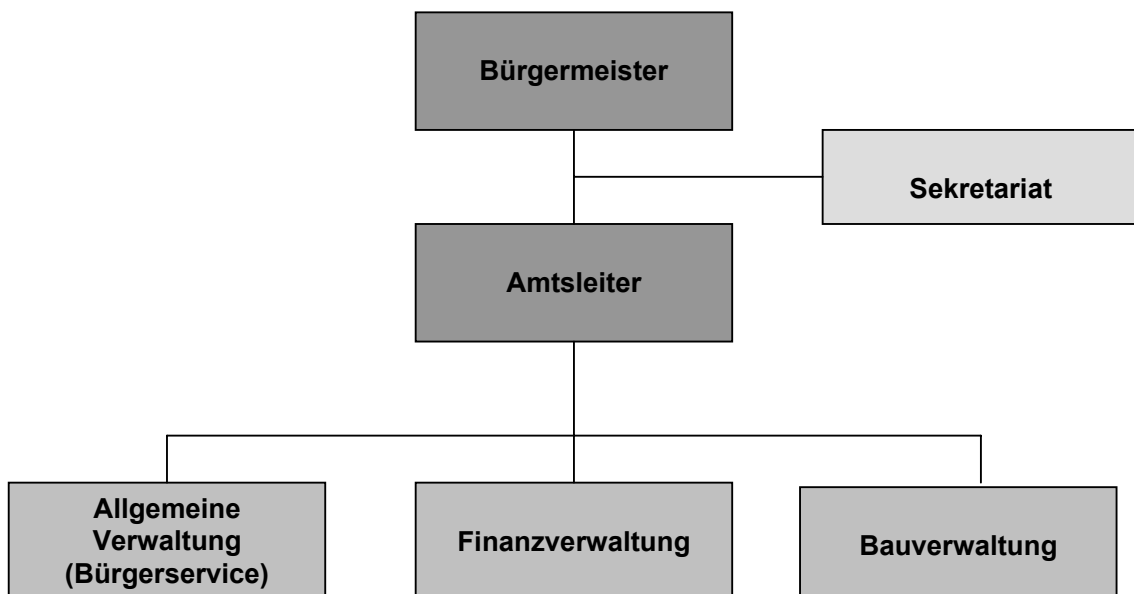 Bürgermeister
Sekretariat
Amtsleiter
Allgemeine
Verwaltung
(Bürgerservice)
Finanzverwaltung
Bauverwaltung